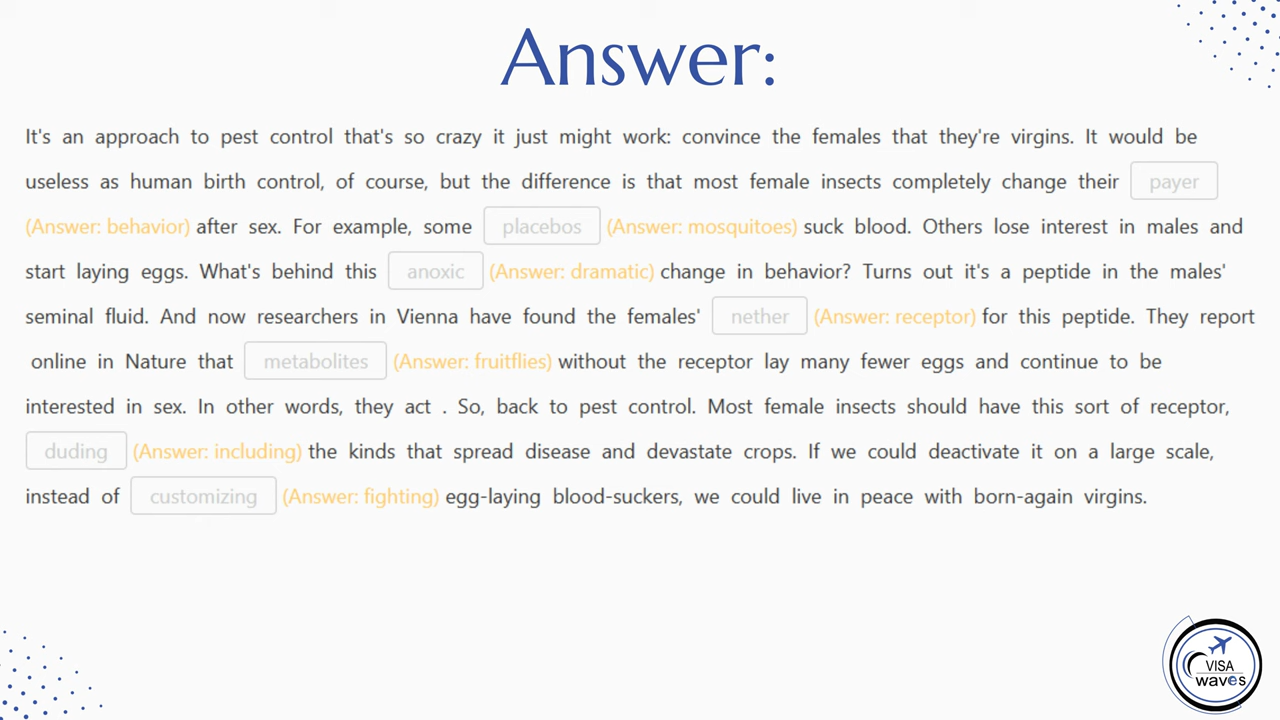 Answer:
It's an approach to pest control that's so crazy it just might work: convince the females that they're virgins. It would be
useless as human birth control, of course, but the difference is that most female insects completely change their payer
(Answer: behavior) after sex. For example, some placebos (Answer: mosquitoes) suck blood. Others lose interest in males and
start laying eggs. What's behind this anoxic (Answer: dramatic) change in behavior? Turns out it's a peptide in the males'
seminal fluid. And now researchers in Vienna have found the females' nether (Answer: receptor) for this peptide. They report
online in Nature that metabolites (Answer: fruitflies) without the receptor lay many fewer eggs and continue to be
interested in sex. In other words, they act . So, back to pest control. Most female insects should have this sort of receptor,
duding (Answer: including) the kinds that spread disease and devastate crops. If we could deactivate it on a large scale,
instead of customizing (Answer: fighting) egg-laying blood-suckers, we could live in peace with born-again virgins.
VISA
waves